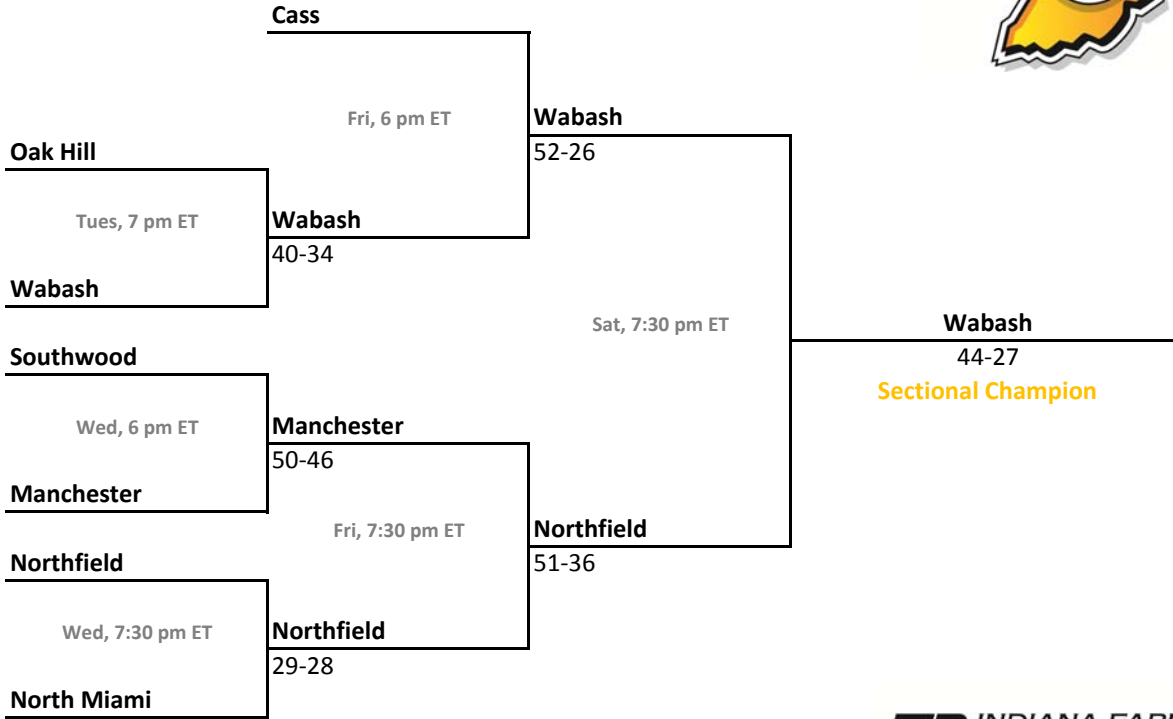 Cass
Fri, 6 pm ET
Wabash
Oak Hill
52-26
Tues, 7 pm ET
Wabash
40-34
Wabash
Sat, 7:30 pm ET
Wabash
Southwood
44-27
Sectional Champion
Wed, 6 pm ET
Manchester
50-46
Manchester
Fri, 7:30 pm ET
Northfield
Northfield
51-36
Wed, 7:30 pm ET
Northfield
29-28
North Miami